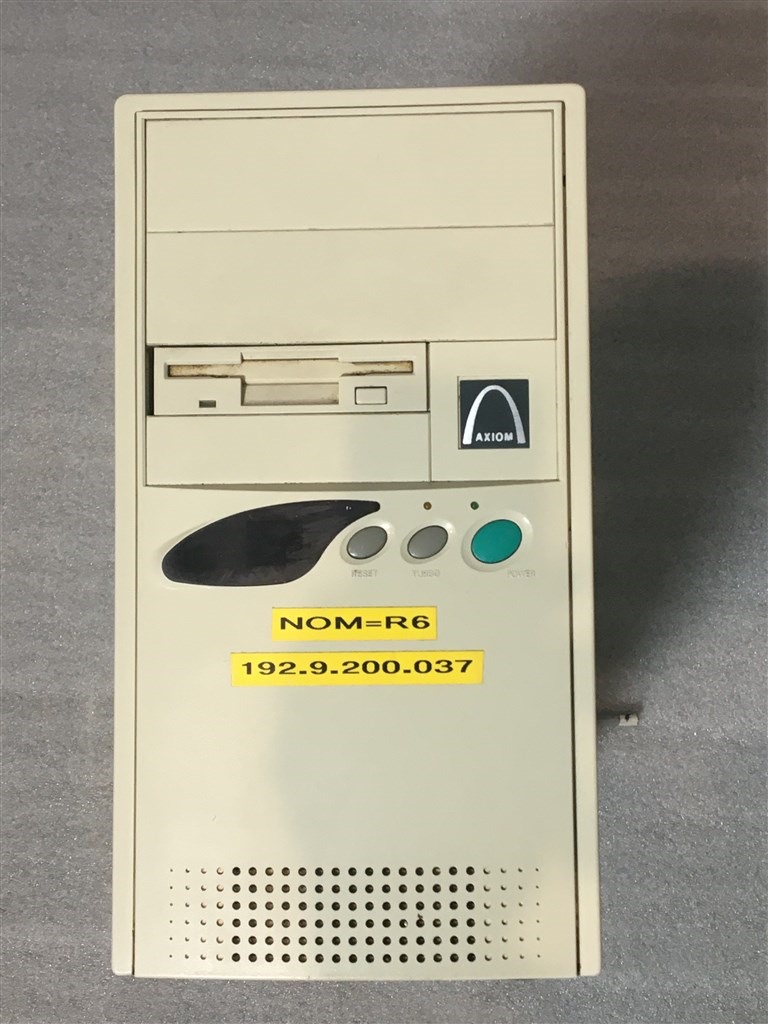 AXIOM
RESET
TURBO
POWER
NOM=R6
192.9.200.037